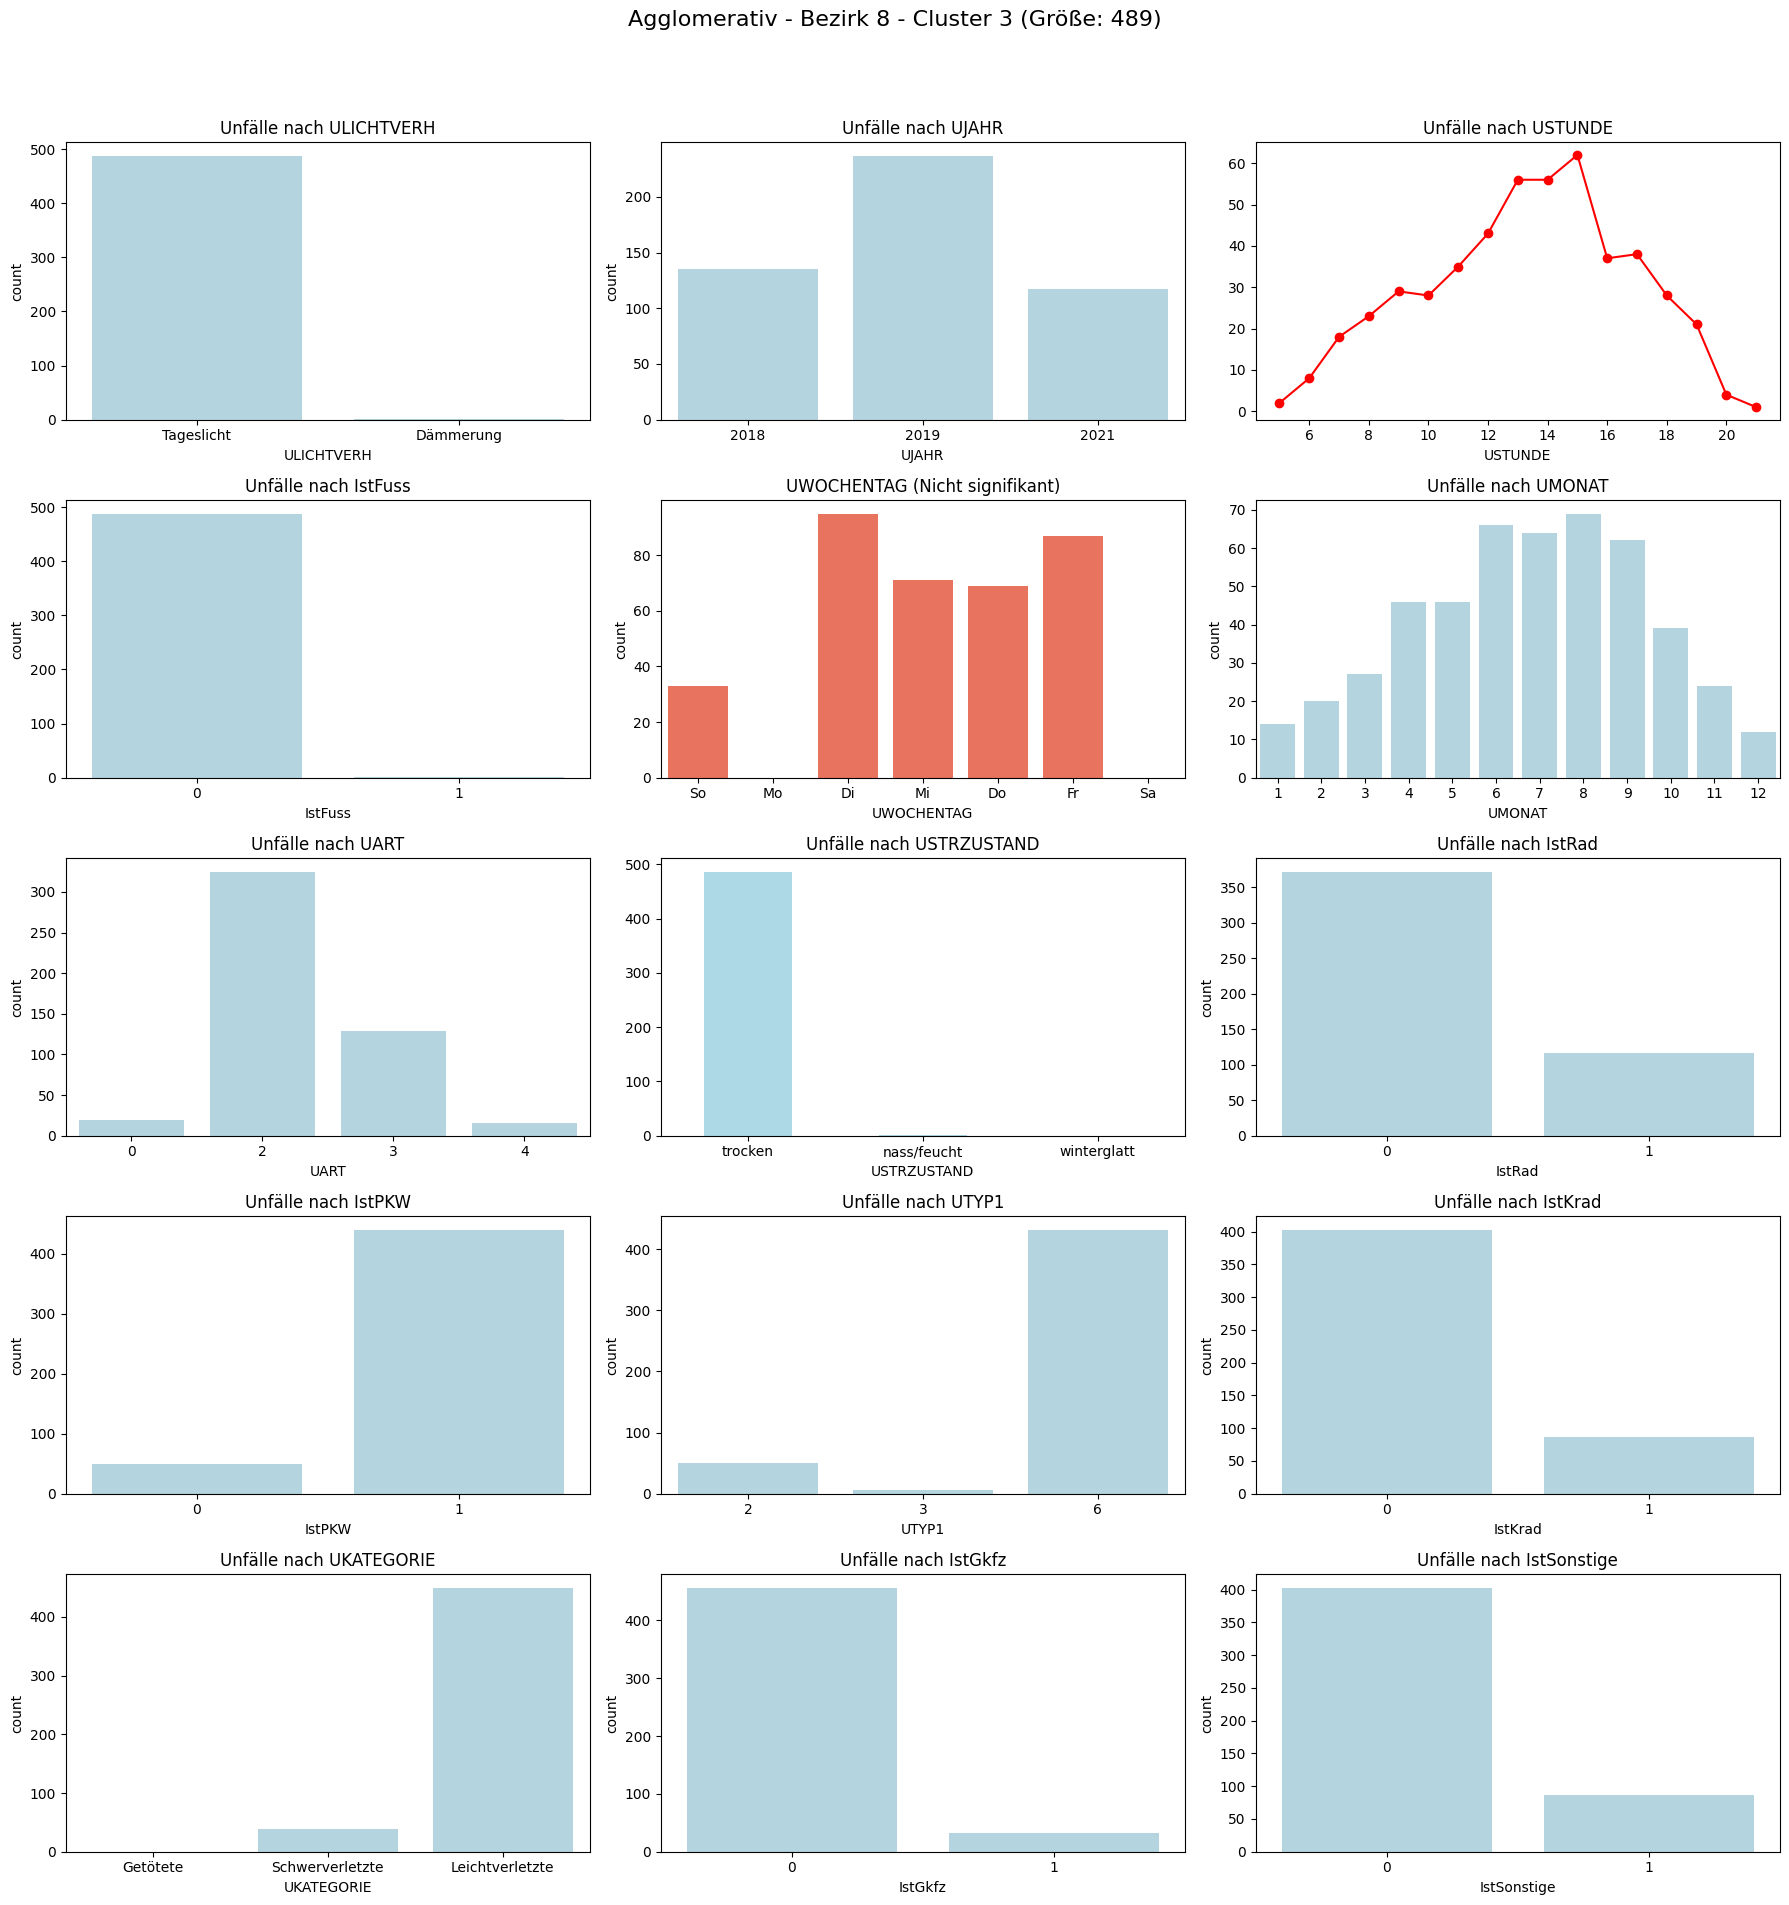 Agglomerativ - Bezirk 8 - Cluster 3 (Größe: 489)
Unfälle nach ULICHTVERH
500
400
300
200
100
0
count
Tageslicht Dämmerung
ULICHTVERH
Unfälle nach UJAHR
200
150
100
50
0
count
2018 2019 2021
UJAHR
Unfälle nach USTUNDE
60
50
40
30
20
10
0
6 8 10 12 14 16 18 20
USTUNDE
Unfälle nach IstFuss
500
400
300
200
100
0
count
0 1
IstFuss
UWOCHENTAG (Nicht signifikant)
80
60
40
20
0
count
So Mo Di Mi Do Fr Sa
UWOCHENTAG
Unfälle nach UMONAT
70
60
50
40
30
20
10
0
count
1 2 3 4 5 6 7 8 9 10 11 12
UMONAT
Unfälle nach UART
300
250
200
150
100
50
0
count
0 2 3 4
UART
Unfälle nach USTRZUSTAND
500
400
300
200
100
0
count
trocken nass/feucht winterglatt
USTRZUSTAND
Unfälle nach IstRad
350
300
250
200
150
100
50
0
count
0 1
IstRad
Unfälle nach IstPKW
400
300
200
100
0
count
0 1
IstPKW
Unfälle nach UTYP1
400
300
200
100
0
count
2 3 6
UTYP1
Unfälle nach IstKrad
400
350
300
250
200
150
100
50
0
count
0 1
IstKrad
Unfälle nach UKATEGORIE
400
300
200
100
0
count
Getötete Schwerverletzte Leichtverletzte
UKATEGORIE
Unfälle nach IstGkfz
400
300
200
100
0
count
0 1
IstGkfz
Unfälle nach IstSonstige
400
350
300
250
200
150
100
50
0
count
0 1
IstSonstige